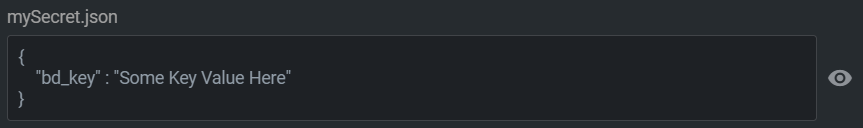 mySecret.json
{
"bd_key" : "Some Key Value Here"
}